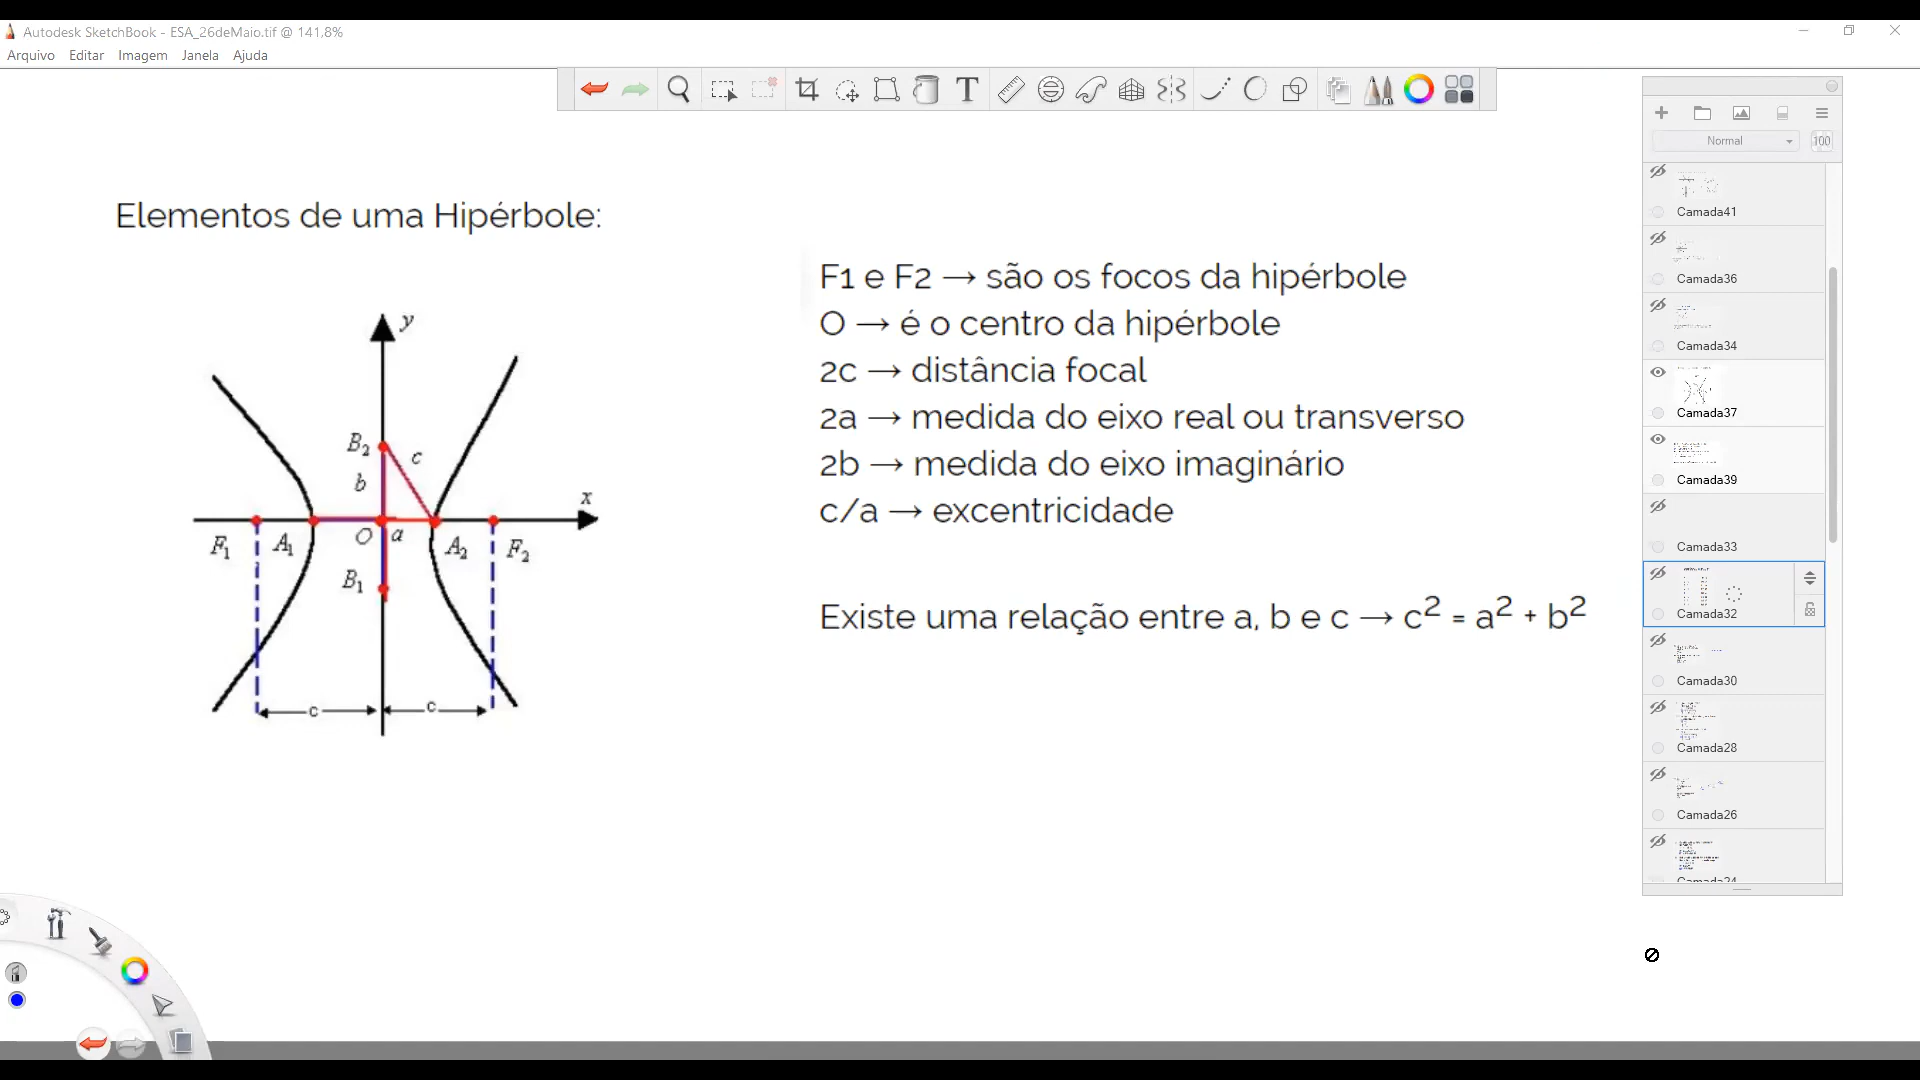 Autodesk SketchBook - ESA_26deMaio.tif @ 141,8%
Arquivo Editar Imagem Janela Ajuda
T
Normal 100
Elementos de uma Hipérbole:
F1 e F2 → são os focos da hipérbole
O → é o centro da hipérbole
2c → distância focal
2a → medida do eixo real ou transverso
2b → medida do eixo imaginário
c/a → excentricidade
Existe uma relação entre a, b e c → c² = a² + b²
y
B₂ c
b
x
F₁ A₁ O a A₂ F₂
B₁
c c
Camada41
Camada36
Camada34
Camada37
Camada39
Camada33
Camada32
Camada30
Camada28
Camada26
Camada24